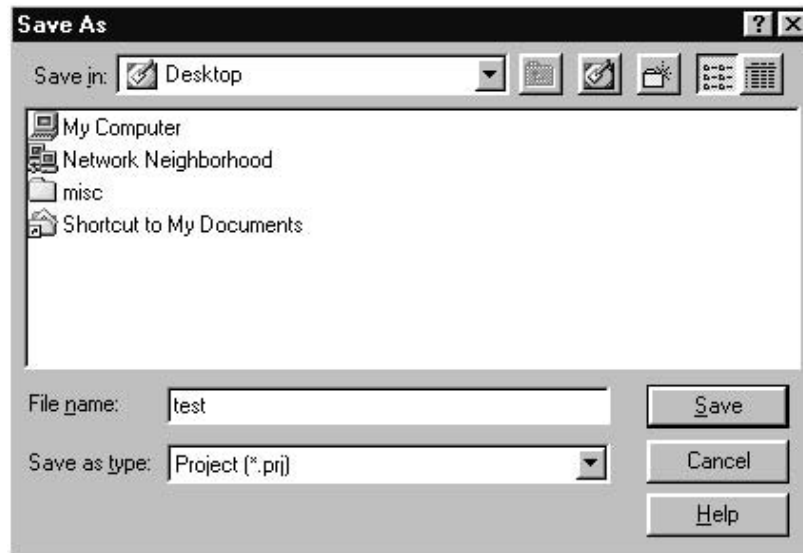 Save As
Save in: Desktop
My Computer
Network Neighborhood
misc
Shortcut to My Documents
File name: test Save
Save as type: Project (*.prj) Cancel
Help